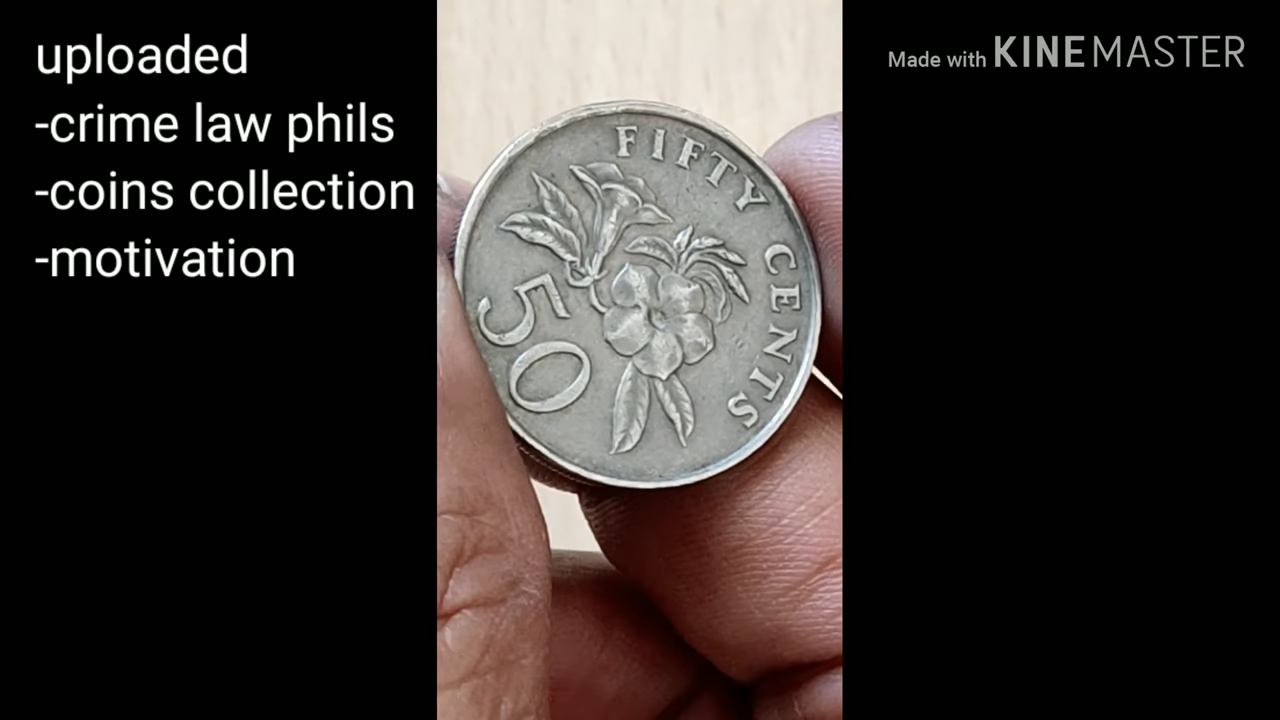 uploaded
-crime law phils
-coins collection
-motivation
Made with KINEMASTER
FIFTY CENTS
50